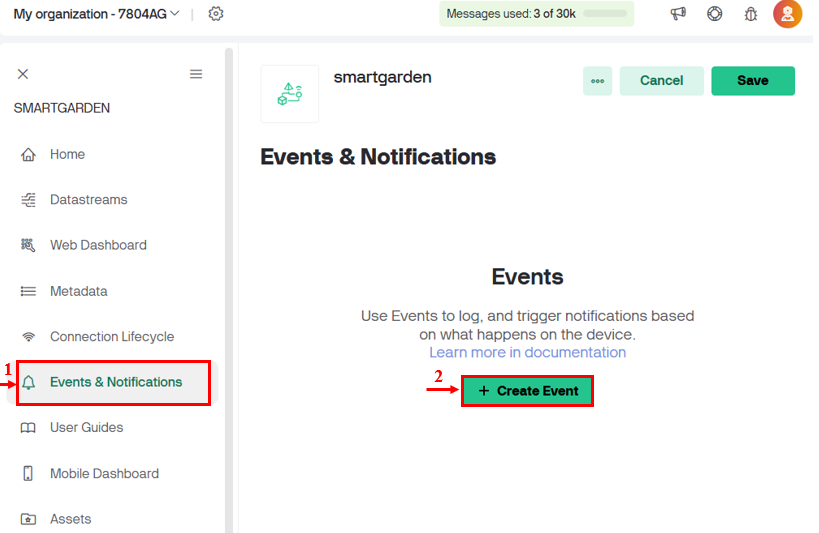 My organization - 7804AG
Messages used: 3 of 30k
SMARTGARDEN
Home
Datastreams
Web Dashboard
Metadata
Connection Lifecycle
1
Events & Notifications
User Guides
Mobile Dashboard
Assets
smartgarden
Cancel
Save
Events & Notifications
Events
Use Events to log, and trigger notifications based
on what happens on the device.
Learn more in documentation
2
+ Create Event